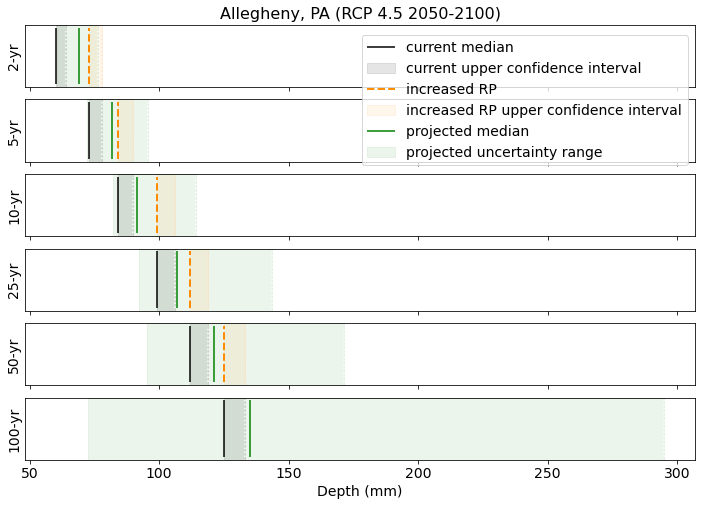 Allegheny, PA (RCP 4.5 2050-2100)
2-yr
current median
current upper confidence interval
increased RP
increased RP upper confidence interval
projected median
projected uncertainty range
5-yr
10-yr
25-yr
50-yr
100-yr
50 100 150 200 250 300
Depth (mm)